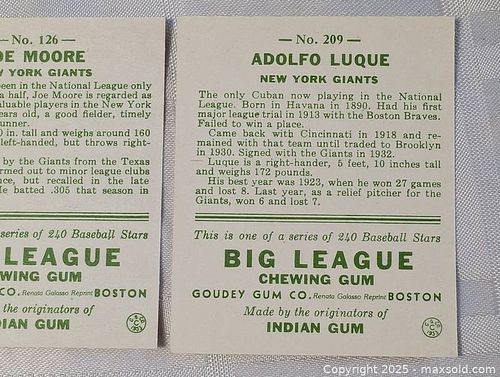 — No. 126 —
OE MOORE
W YORK GIANTS
been in the National League only
a half, Joe Moore is regarded as
aluable players in the New York
ears old, a good fielder, timely
unner.
0 in. tall and weighs around 160
left-handed, but throws right-
by the Giants from the Texas
rmed out to minor league clubs
nce, but recalled in the late
He batted .305 that season in
series of 240 Baseball Stars
LEAGUE
WING GUM
CO. Renata Galasso Reprint BOSTON
the originators of
IAN GUM
— No. 209 —
ADOLFO LUQUE
NEW YORK GIANTS
The only Cuban now playing in the National
League. Born in Havana in 1890. Had his first
major league trial in 1913 with the Boston Braves.
Failed to win a place.
Came back with Cincinnati in 1918 and re-
mained with that team until traded to Brooklyn
in 1930. Signed with the Giants in 1932.
Luque is a right-hander, 5 feet, 10 inches tall
and weighs 172 pounds.
His best year was 1923, when he won 27 games
and lost 8. Last year, as a relief pitcher for the
Giants, won 6 and lost 7.
This is one of a series of 240 Baseball Stars
BIG LEAGUE
CHEWING GUM
GOUDEY GUM CO. Renata Galasso Reprint BOSTON
Made by the originators of
INDIAN GUM
Copyright 2025 - maxsold.com